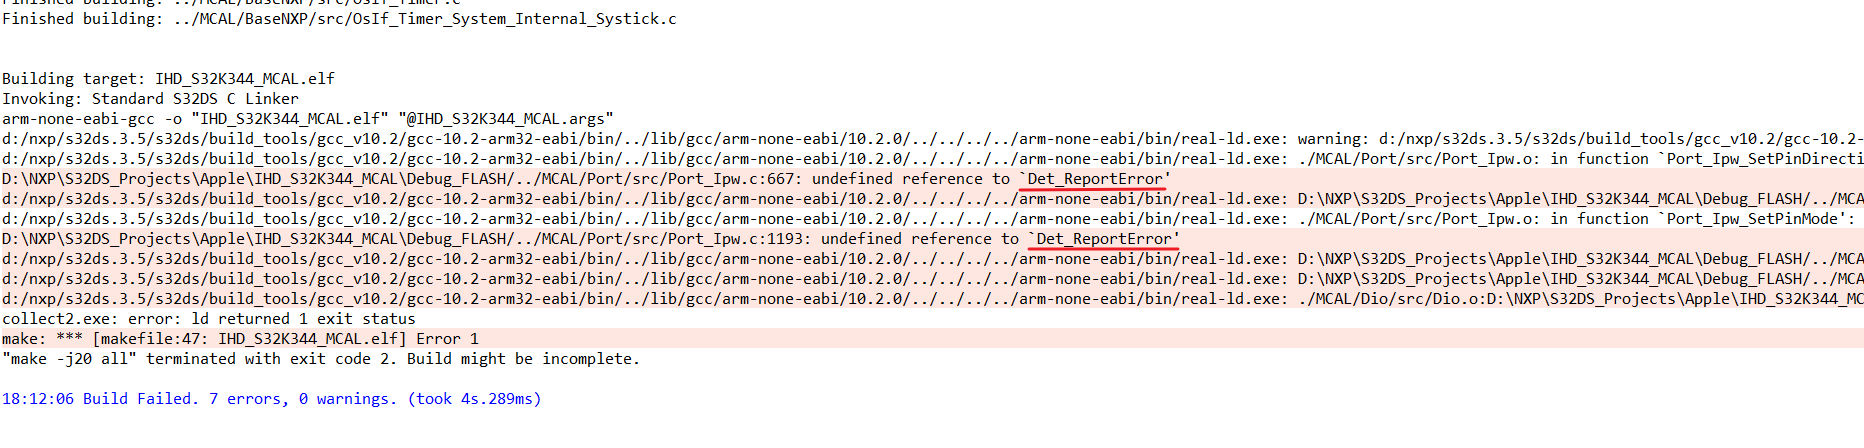 Finished building: ../MCAL/BaseNXP/src/OsIf_Timer.c
Finished building: ../MCAL/BaseNXP/src/OsIf_Timer_System_Internal_Systick.c
Building target: IHD_S32K344_MCAL.elf
Invoking: Standard S32DS C Linker
arm-none-eabi-gcc -o "IHD_S32K344_MCAL.elf" "@IHD_S32K344_MCAL.args"
d:/nxp/s32ds.3.5/s32ds/build_tools/gcc_v10.2/gcc-10.2-arm32-eabi/bin/../lib/gcc/arm-none-eabi/10.2.0/../../../../arm-none-eabi/bin/real-ld.exe: warning: d:/nxp/s32ds.3.5/s32ds/build_tools/gcc_v10.2/gcc-10.2-
d:/nxp/s32ds.3.5/s32ds/build_tools/gcc_v10.2/gcc-10.2-arm32-eabi/bin/../lib/gcc/arm-none-eabi/10.2.0/../../../../arm-none-eabi/bin/real-ld.exe: ./MCAL/Port/src/Port_Ipw.o: in function `Port_Ipw_SetPinDirecti
D:\NXP\S32DS_Projects\Apple\IHD_S32K344_MCAL\Debug_FLASH/../MCAL/Port/src/Port_Ipw.c:667: undefined reference to `Det_ReportError'
d:/nxp/s32ds.3.5/s32ds/build_tools/gcc_v10.2/gcc-10.2-arm32-eabi/bin/../lib/gcc/arm-none-eabi/10.2.0/../../../../arm-none-eabi/bin/real-ld.exe: D:\NXP\S32DS_Projects\Apple\IHD_S32K344_MCAL\Debug_FLASH/../MCA
d:/nxp/s32ds.3.5/s32ds/build_tools/gcc_v10.2/gcc-10.2-arm32-eabi/bin/../lib/gcc/arm-none-eabi/10.2.0/../../../../arm-none-eabi/bin/real-ld.exe: ./MCAL/Port/src/Port_Ipw.o: in function `Port_Ipw_SetPinMode':
D:\NXP\S32DS_Projects\Apple\IHD_S32K344_MCAL\Debug_FLASH/../MCAL/Port/src/Port_Ipw.c:1193: undefined reference to `Det_ReportError'
d:/nxp/s32ds.3.5/s32ds/build_tools/gcc_v10.2/gcc-10.2-arm32-eabi/bin/../lib/gcc/arm-none-eabi/10.2.0/../../../../arm-none-eabi/bin/real-ld.exe: D:\NXP\S32DS_Projects\Apple\IHD_S32K344_MCAL\Debug_FLASH/../MCA
d:/nxp/s32ds.3.5/s32ds/build_tools/gcc_v10.2/gcc-10.2-arm32-eabi/bin/../lib/gcc/arm-none-eabi/10.2.0/../../../../arm-none-eabi/bin/real-ld.exe: D:\NXP\S32DS_Projects\Apple\IHD_S32K344_MCAL\Debug_FLASH/../MCA
d:/nxp/s32ds.3.5/s32ds/build_tools/gcc_v10.2/gcc-10.2-arm32-eabi/bin/../lib/gcc/arm-none-eabi/10.2.0/../../../../arm-none-eabi/bin/real-ld.exe: ./MCAL/Dio/src/Dio.o:D:\NXP\S32DS_Projects\Apple\IHD_S32K344_MC
collect2.exe: error: ld returned 1 exit status
make: *** [makefile:47: IHD_S32K344_MCAL.elf] Error 1
"make -j20 all" terminated with exit code 2. Build might be incomplete.
18:12:06 Build Failed. 7 errors, 0 warnings. (took 4s.289ms)